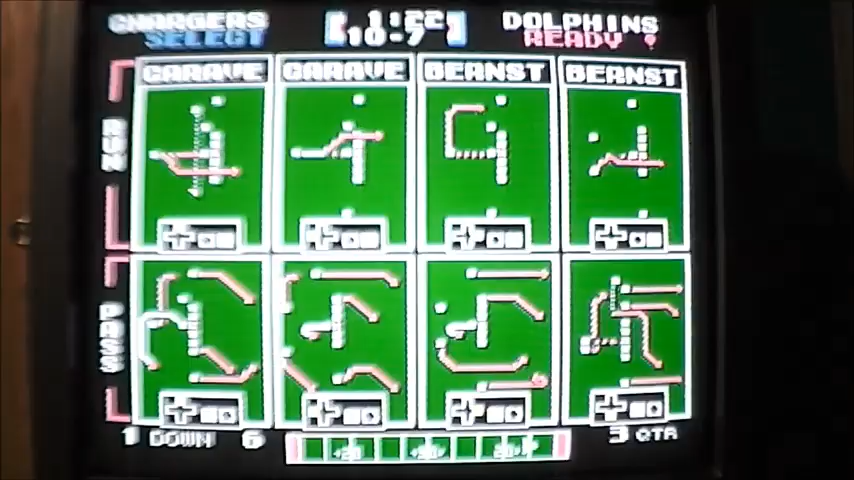 CHARGERS 1:22 DOLPHINS
SELECT 10-7 READY !
GARAVE GARAVE BERNST BERNST
RUN
PASS
1 DOWN 6 3 QTR